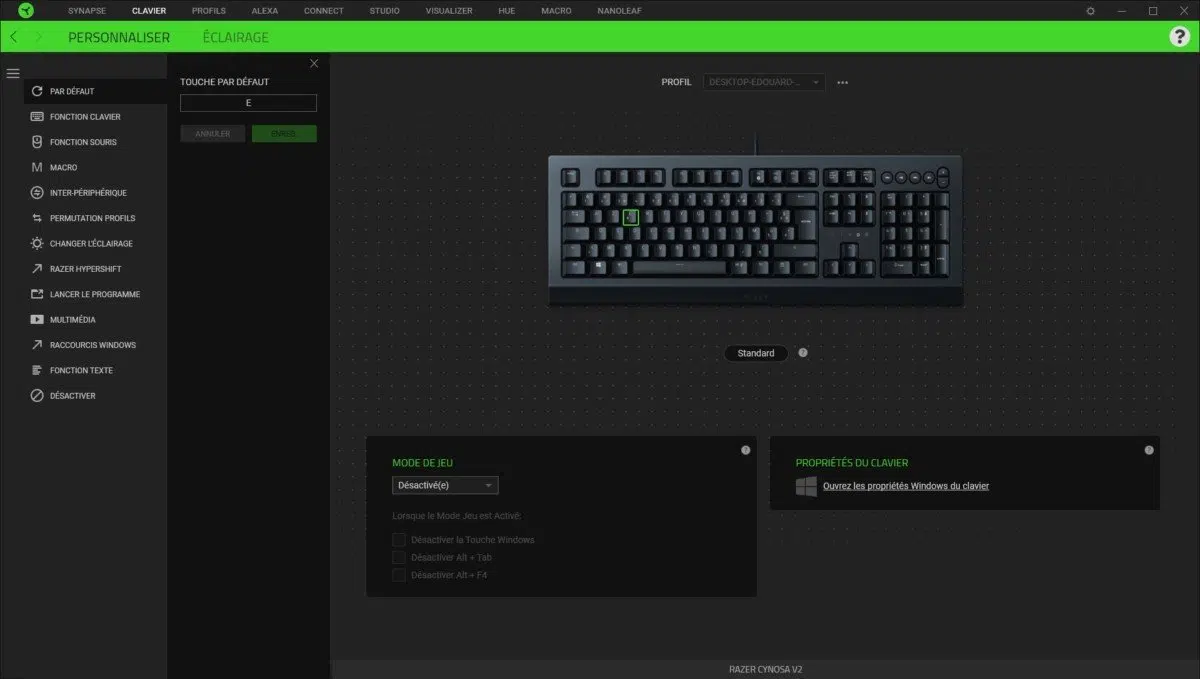 SYNAPSE CLAVIER PROFILS ALEXA CONNECT STUDIO VISUALIZER HUE MACRO NANOLEAF
PERSONNALISER ÉCLAIRAGE ?
TOUCHE PAR DÉFAUT
E
ANNULER ENREG.
PAR DÉFAUT
FONCTION CLAVIER
FONCTION SOURIS
MACRO
INTER-PÉRIPHÉRIQUE
PERMUTATION PROFILS
CHANGER L'ÉCLAIRAGE
RAZER HYPERSHIFT
LANCER LE PROGRAMME
MULTIMÉDIA
RACCOURCIS WINDOWS
FONCTION TEXTE
DÉSACTIVER
PROFIL DESKTOP-EDOUARD-...
Standard ?
MODE DE JEU ?
Désactivé(e)
Lorsque le Mode Jeu est Activé:
Désactiver la Touche Windows
Désactiver Alt + Tab
Désactiver Alt + F4
PROPRIÉTÉS DU CLAVIER ?
Ouvrez les propriétés Windows du clavier
RAZER CYNOSA V2